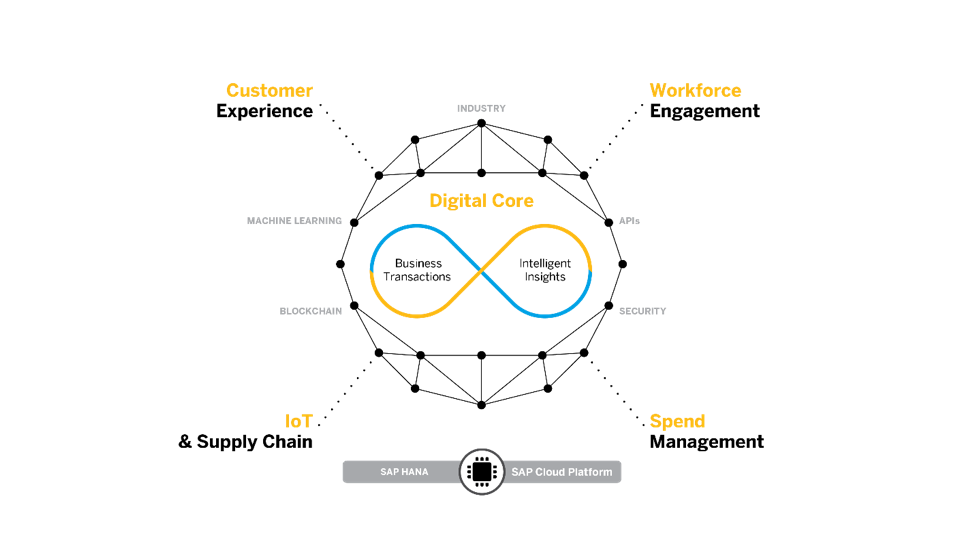 Customer
Experience
Workforce
Engagement
INDUSTRY
Digital Core
MACHINE LEARNING
APIs
Business
Transactions
Intelligent
Insights
BLOCKCHAIN
SECURITY
IoT
& Supply Chain
Spend
Management
SAP HANA
SAP Cloud Platform